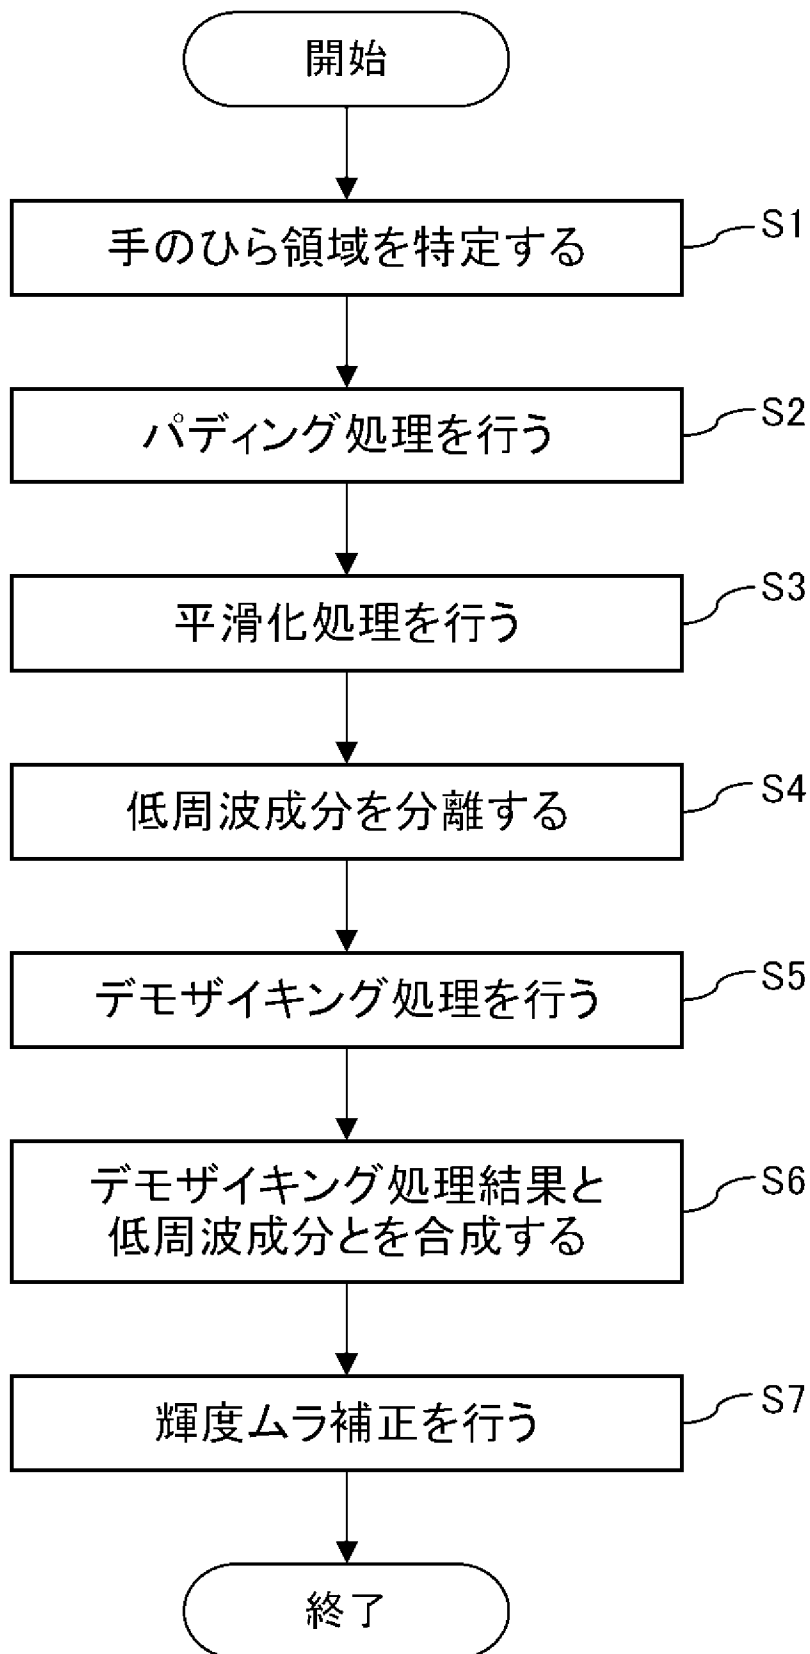 開始
手のひら領域を特定する
S1
パディング処理を行う
S2
平滑化処理を行う
S3
低周波成分を分離する
S4
デモザイキング処理を行う
S5
デモザイキング処理結果と
低周波成分とを合成する
S6
輝度ムラ補正を行う
S7
終了